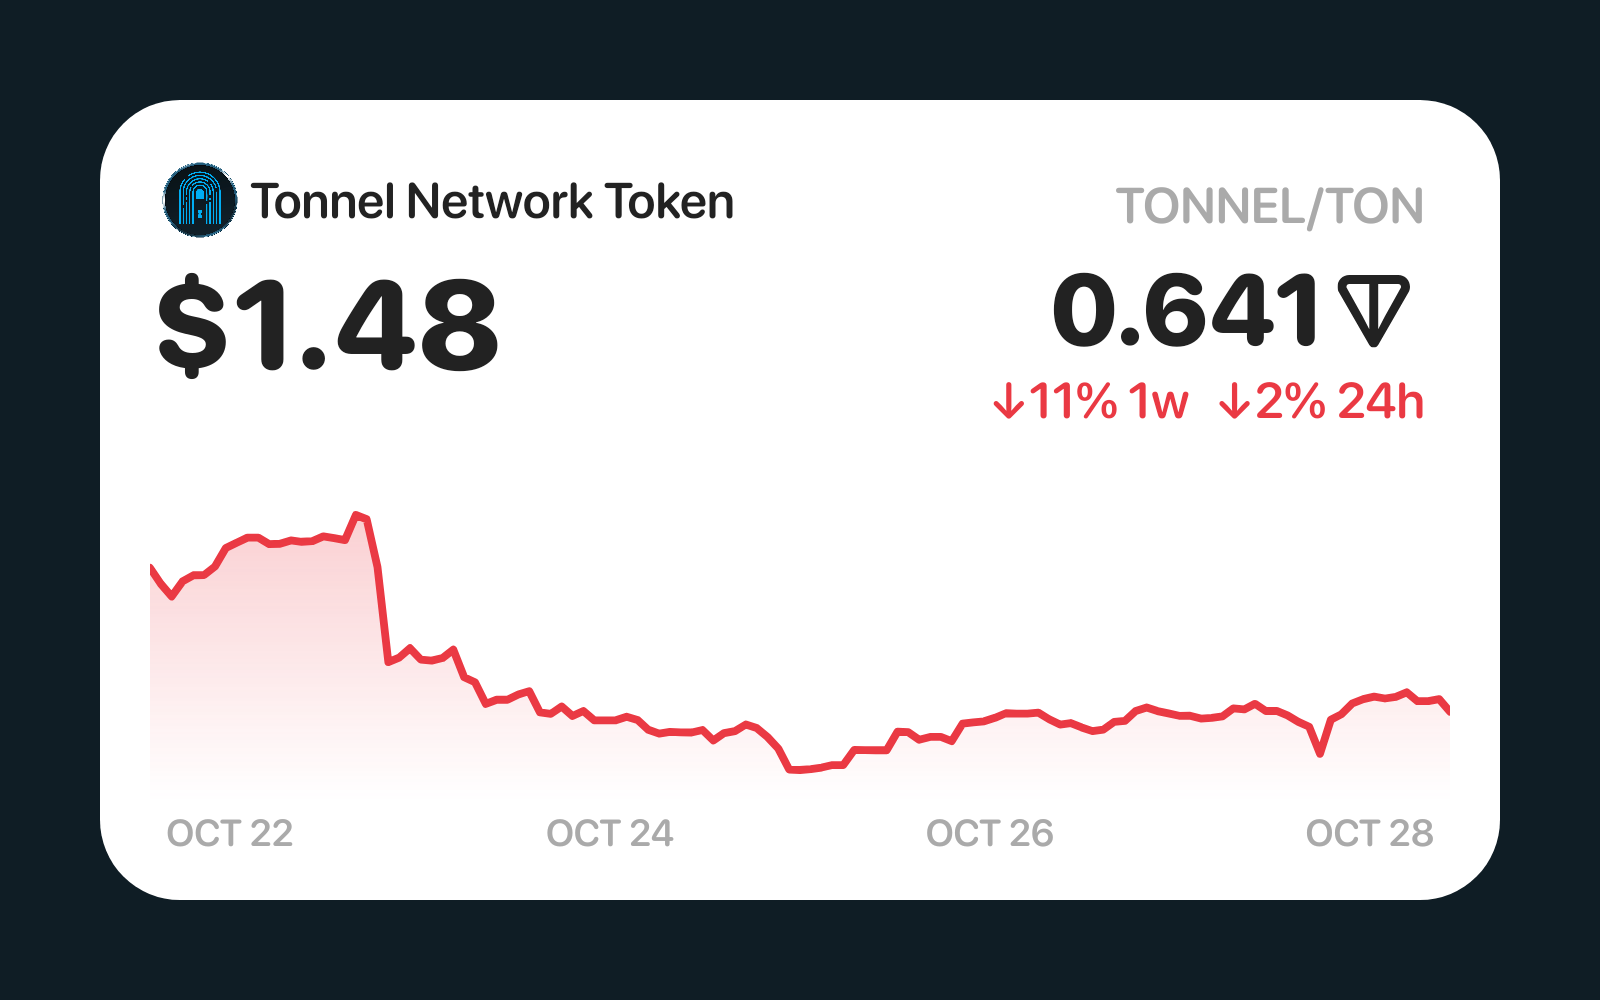 Tonnel Network Token
TONNEL/TON
$1.48
0.641
↓11% 1w ↓2% 24h
OCT 22 OCT 24 OCT 26 OCT 28